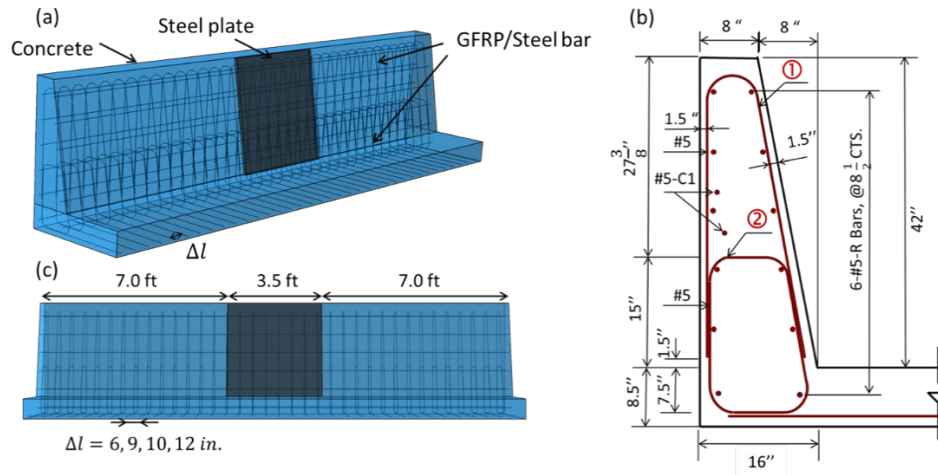 (a)
Steel plate
Concrete
GFRP/Steel bar
Δl
(b)
8 “
8 “
①
1.5 “
#5
1.5’’
27 3/8’’
#5-C1
②
6-#5-R Bars, @8 1/2 CTS.
42’’
#5
15’’
1.5’’
8.5’’
7.5’’
16’’
(c)
7.0 ft
3.5 ft
7.0 ft
Δl = 6, 9, 10, 12 in.